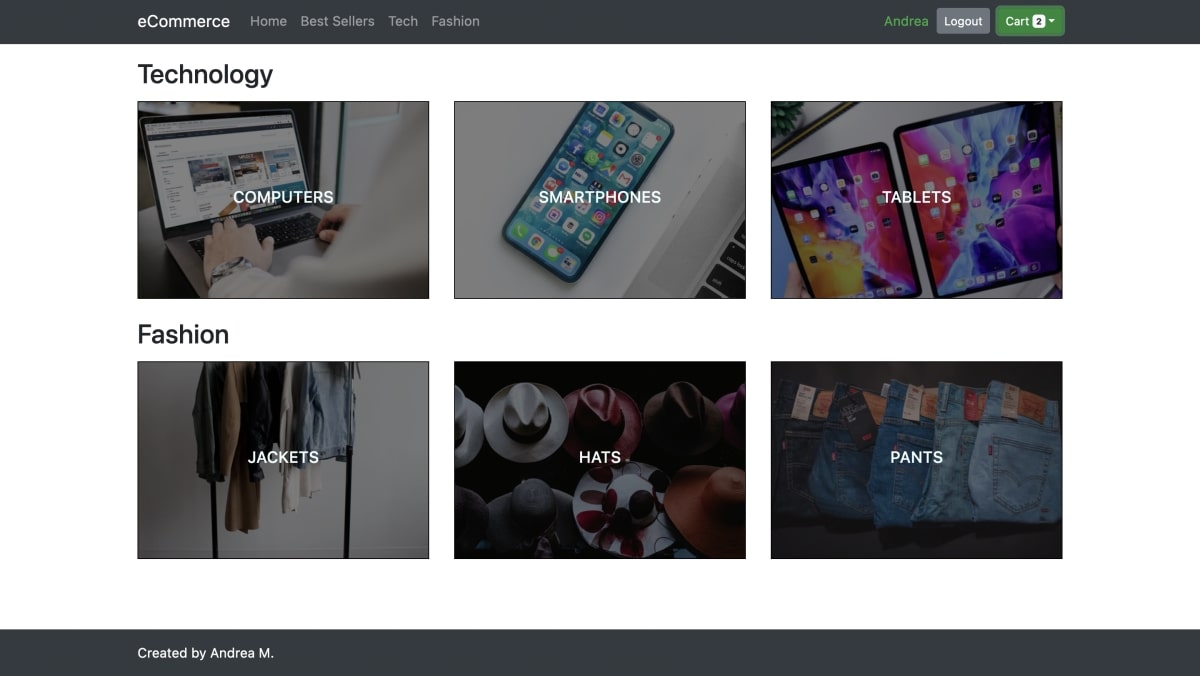 eCommerce Home Best Sellers Tech Fashion Andrea Logout Cart 2
Technology
COMPUTERS SMARTPHONES TABLETS
Fashion
JACKETS HATS PANTS
Created by Andrea M.